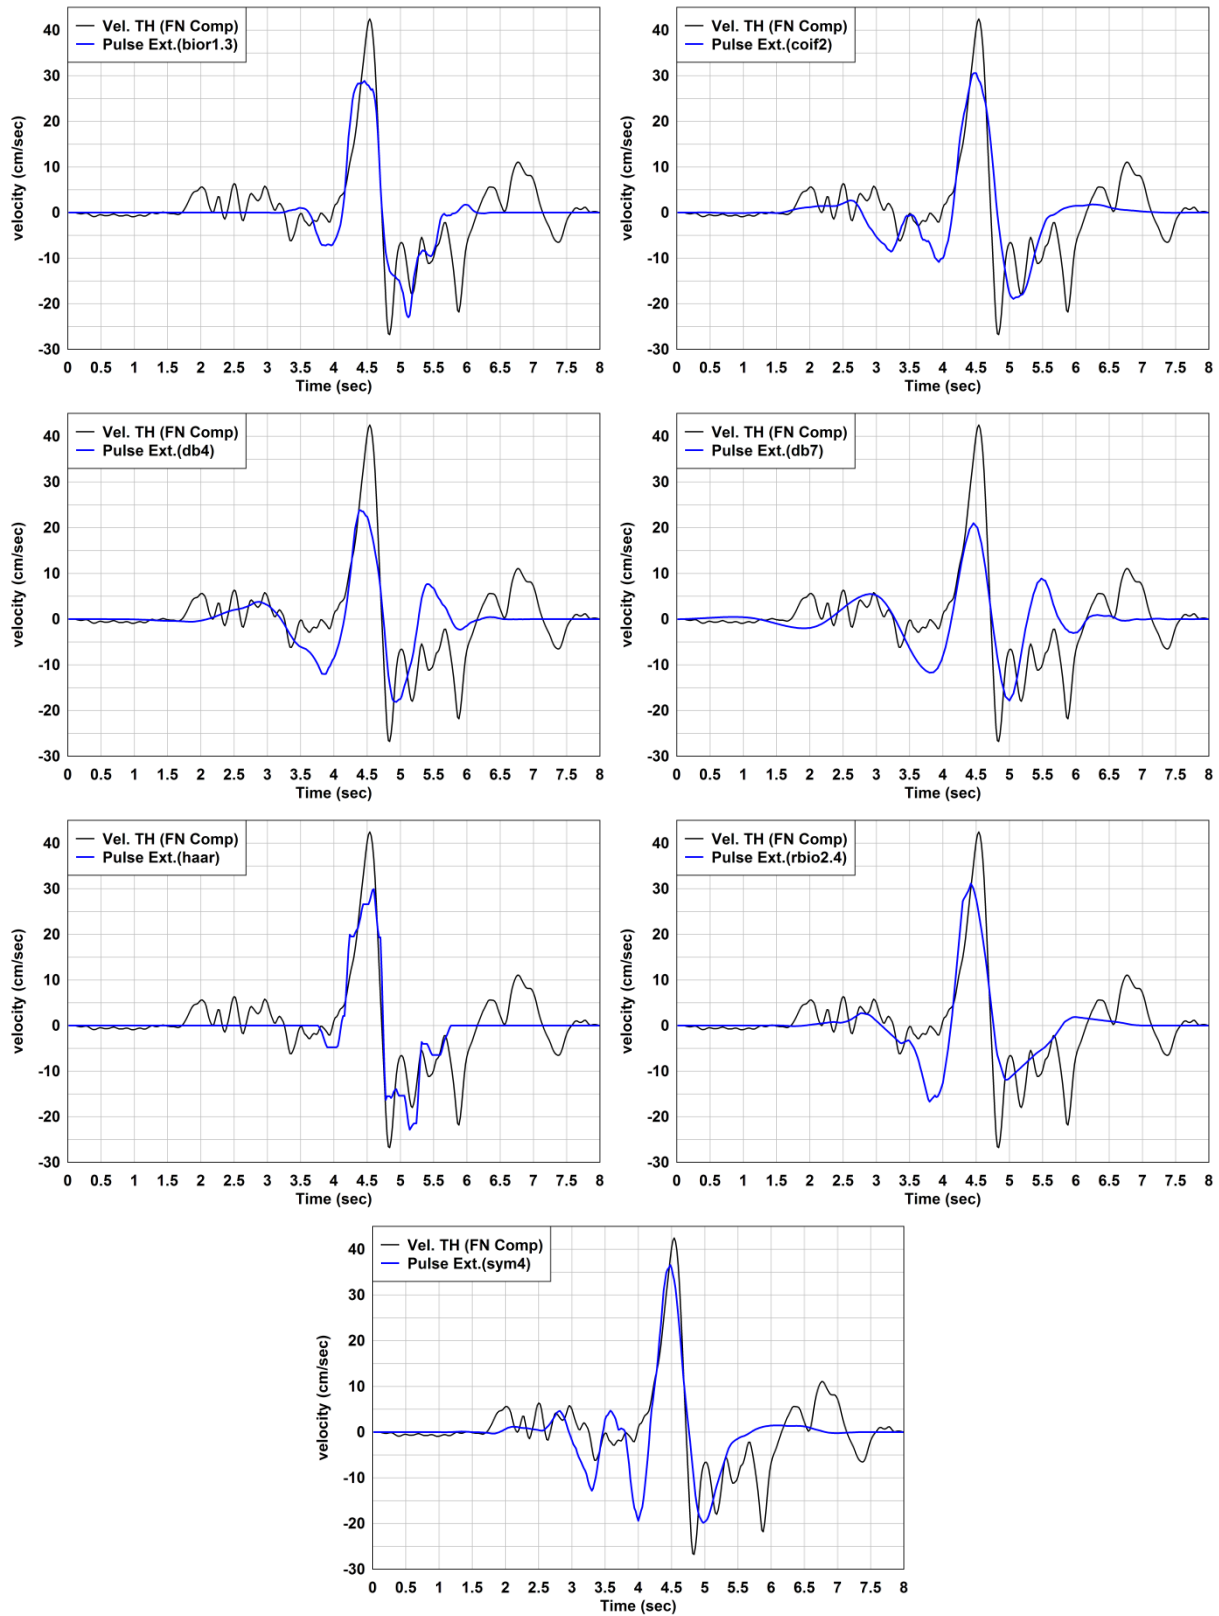 Vel. TH (FN Comp)
Pulse Ext.(bior1.3)
velocity (cm/sec)
40
30
20
10
0
-10
-20
-30
0 0.5 1 1.5 2 2.5 3 3.5 4 4.5 5 5.5 6 6.5 7 7.5 8
Time (sec)
Vel. TH (FN Comp)
Pulse Ext.(coif2)
velocity (cm/sec)
40
30
20
10
0
-10
-20
-30
0 0.5 1 1.5 2 2.5 3 3.5 4 4.5 5 5.5 6 6.5 7 7.5 8
Time (sec)
Vel. TH (FN Comp)
Pulse Ext.(db4)
velocity (cm/sec)
40
30
20
10
0
-10
-20
-30
0 0.5 1 1.5 2 2.5 3 3.5 4 4.5 5 5.5 6 6.5 7 7.5 8
Time (sec)
Vel. TH (FN Comp)
Pulse Ext.(db7)
velocity (cm/sec)
40
30
20
10
0
-10
-20
-30
0 0.5 1 1.5 2 2.5 3 3.5 4 4.5 5 5.5 6 6.5 7 7.5 8
Time (sec)
Vel. TH (FN Comp)
Pulse Ext.(haar)
velocity (cm/sec)
40
30
20
10
0
-10
-20
-30
0 0.5 1 1.5 2 2.5 3 3.5 4 4.5 5 5.5 6 6.5 7 7.5 8
Time (sec)
Vel. TH (FN Comp)
Pulse Ext.(rbio2.4)
velocity (cm/sec)
40
30
20
10
0
-10
-20
-30
0 0.5 1 1.5 2 2.5 3 3.5 4 4.5 5 5.5 6 6.5 7 7.5 8
Time (sec)
Vel. TH (FN Comp)
Pulse Ext.(sym4)
velocity (cm/sec)
40
30
20
10
0
-10
-20
-30
0 0.5 1 1.5 2 2.5 3 3.5 4 4.5 5 5.5 6 6.5 7 7.5 8
Time (sec)